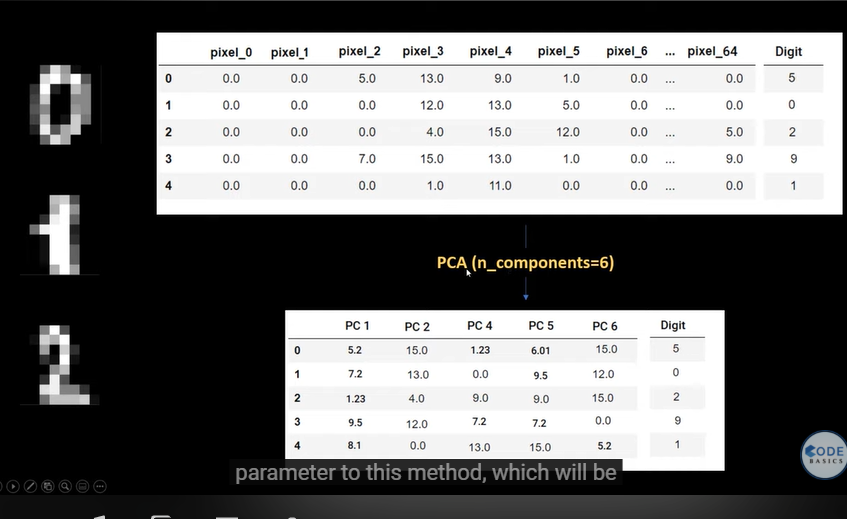 pixel_0 pixel_1 pixel_2 pixel_3 pixel_4 pixel_5 pixel_6 ... pixel_64 Digit
0 0.0 0.0 5.0 13.0 9.0 1.0 0.0 ... 0.0 5
1 0.0 0.0 0.0 12.0 13.0 5.0 0.0 ... 0.0 0
2 0.0 0.0 0.0 4.0 15.0 12.0 0.0 ... 5.0 2
3 0.0 0.0 7.0 15.0 13.0 1.0 0.0 ... 9.0 9
4 0.0 0.0 0.0 1.0 11.0 0.0 0.0 ... 0.0 1
PCA (n_components=6)
PC 1 PC 2 PC 4 PC 5 PC 6 Digit
0 5.2 15.0 1.23 6.01 15.0 5
1 7.2 13.0 0.0 9.5 12.0 0
2 1.23 4.0 9.0 9.0 15.0 2
3 9.5 12.0 7.2 7.2 0.0 9
4 8.1 0.0 13.0 15.0 5.2 1
parameter to this method, which will be
CODE
BASICS
0
1
2